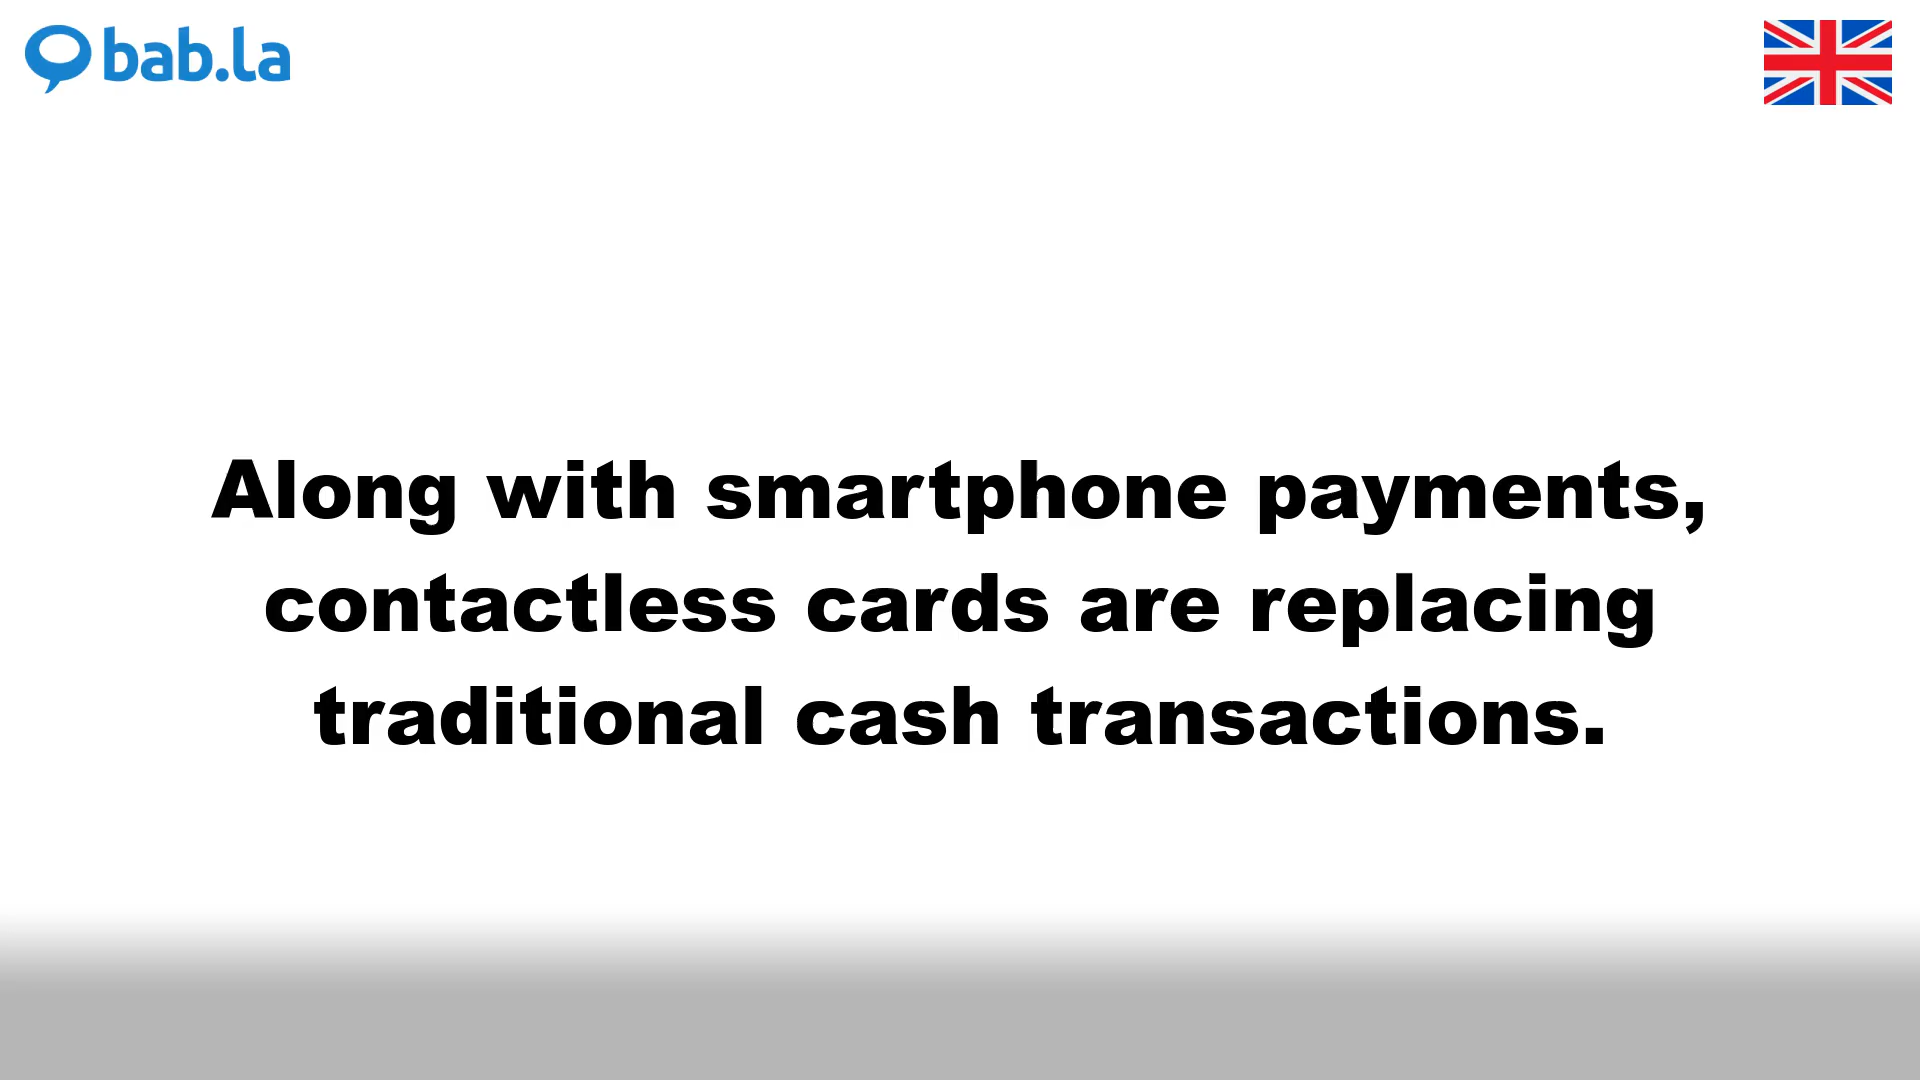 bab.la
Along with smartphone payments,
contactless cards are replacing
traditional cash transactions.